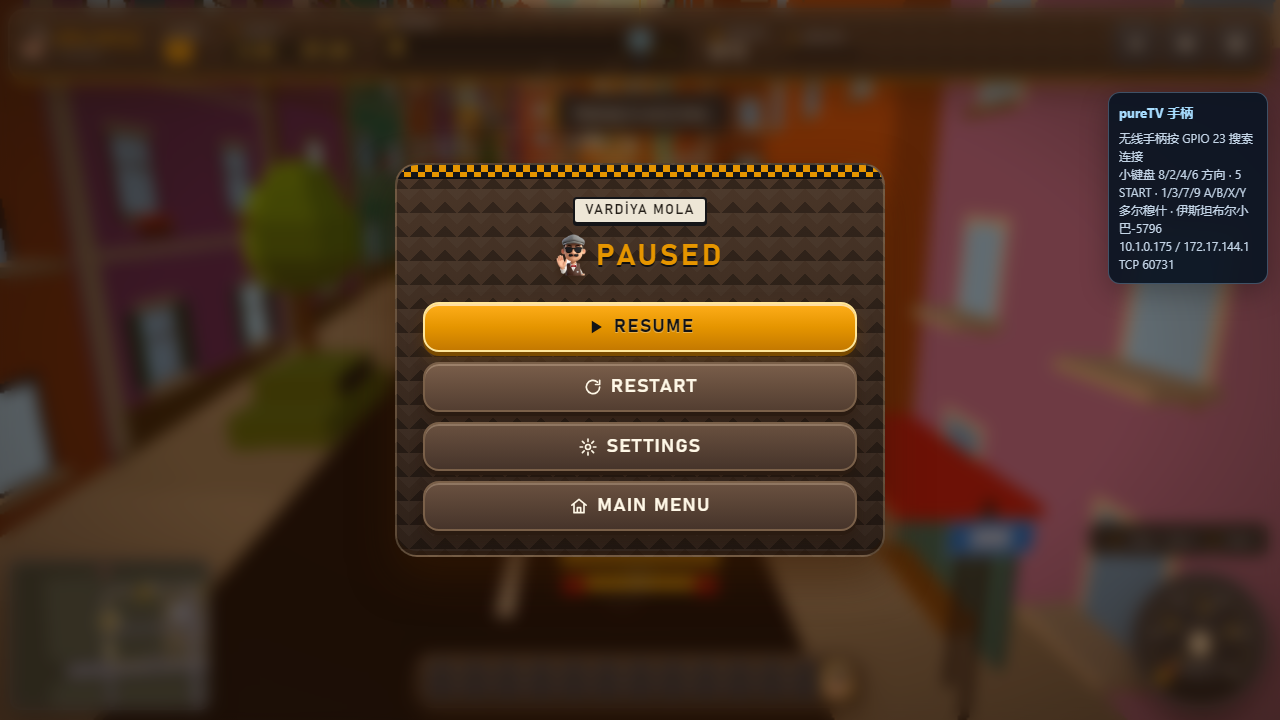 VARDİYA MOLA
PAUSED
RESUME
RESTART
SETTINGS
MAIN MENU
pureTV 手柄
无线手柄按 GPIO 23 搜索
连接
小键盘 8/2/4/6 方向 · 5
START · 1/3/7/9 A/B/X/Y
多尔穆什 · 伊斯坦布尔小
巴-5796
10.1.0.175 / 172.17.144.1
TCP 60731